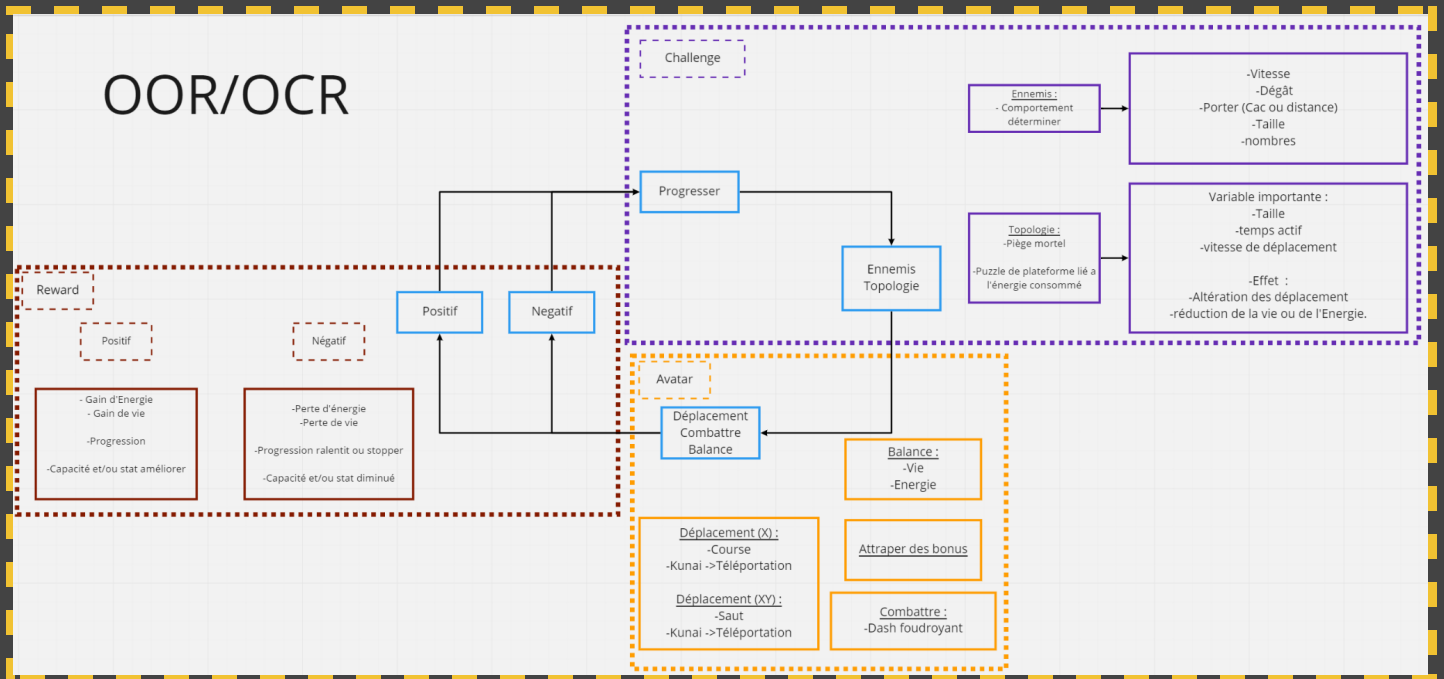 OOR/OCR
Challenge
Ennemis :
- Comportement
déterminer
-Vitesse
-Dégât
-Porter (Cac ou distance)
-Taille
-nombres
Progresser
Ennemis
Topologie
Topologie :
-Piège mortel
-Puzzle de plateforme lié a
l'énergie consommé
Variable importante :
-Taille
-temps actif
-vitesse de déplacement
-Effet :
-Altération des déplacement
-réduction de la vie ou de l'Energie.
Reward
Positif
Négatif
Positif
Negatif
- Gain d'Energie
- Gain de vie
-Progression
-Capacité et/ou stat améliorer
-Perte d'énergie
-Perte de vie
-Progression ralentit ou stopper
-Capacité et/ou stat diminué
Avatar
Déplacement
Combattre
Balance
Balance :
-Vie
-Energie
Déplacement (X) :
-Course
-Kunai ->Téléportation
Déplacement (XY) :
-Saut
-Kunai ->Téléportation
Attraper des bonus
Combattre :
-Dash foudroyant